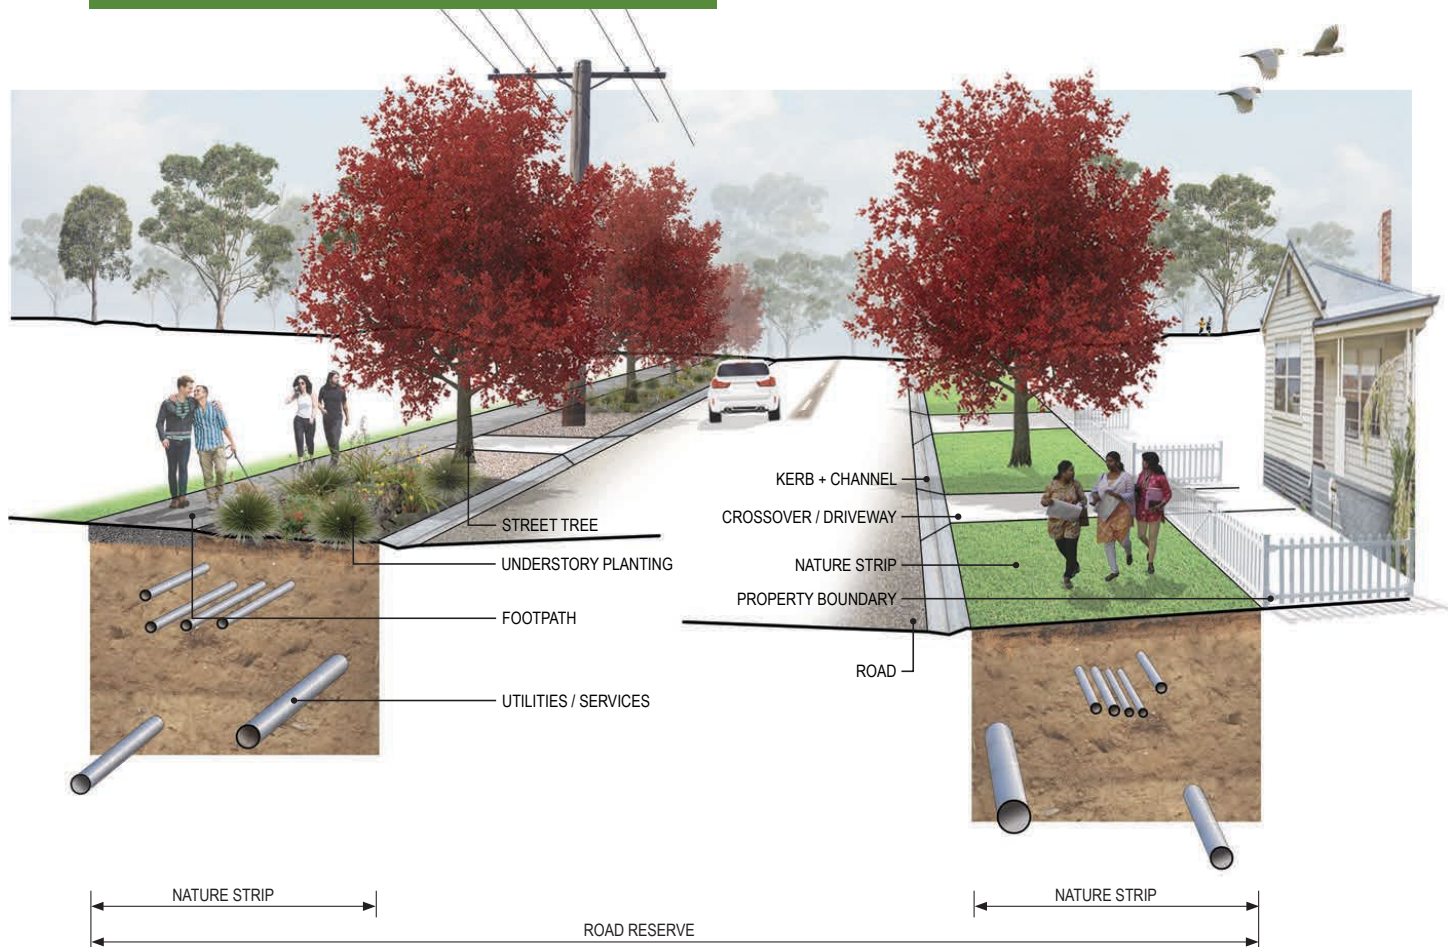 KERB + CHANNEL
CROSSOVER / DRIVEWAY
STREET TREE
UNDERSTORY PLANTING
NATURE STRIP
PROPERTY BOUNDARY
FOOTPATH
ROAD
UTILITIES / SERVICES
NATURE STRIP
NATURE STRIP
ROAD RESERVE